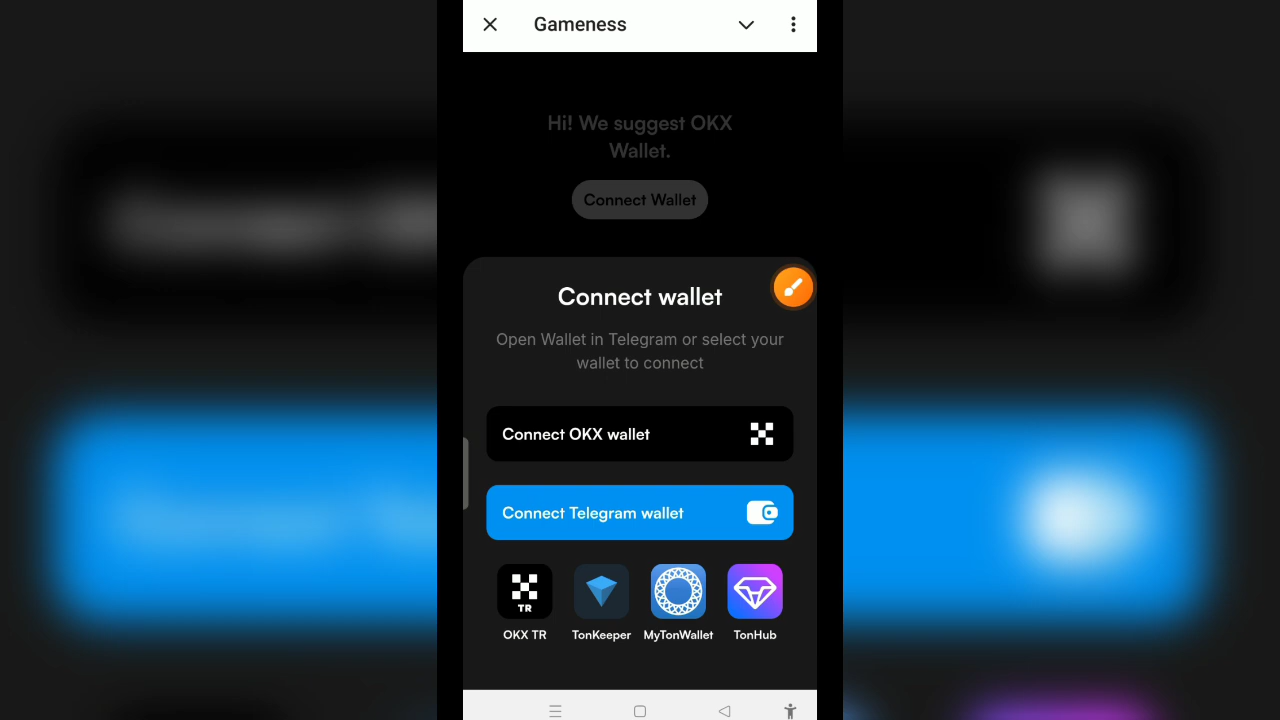 Gameness
Hi! We suggest OKX
Wallet.
Connect Wallet
Connect wallet
Open Wallet in Telegram or select your
wallet to connect
Connect OKX wallet
Connect Telegram wallet
TR
OKX TR TonKeeper MyTonWallet TonHub